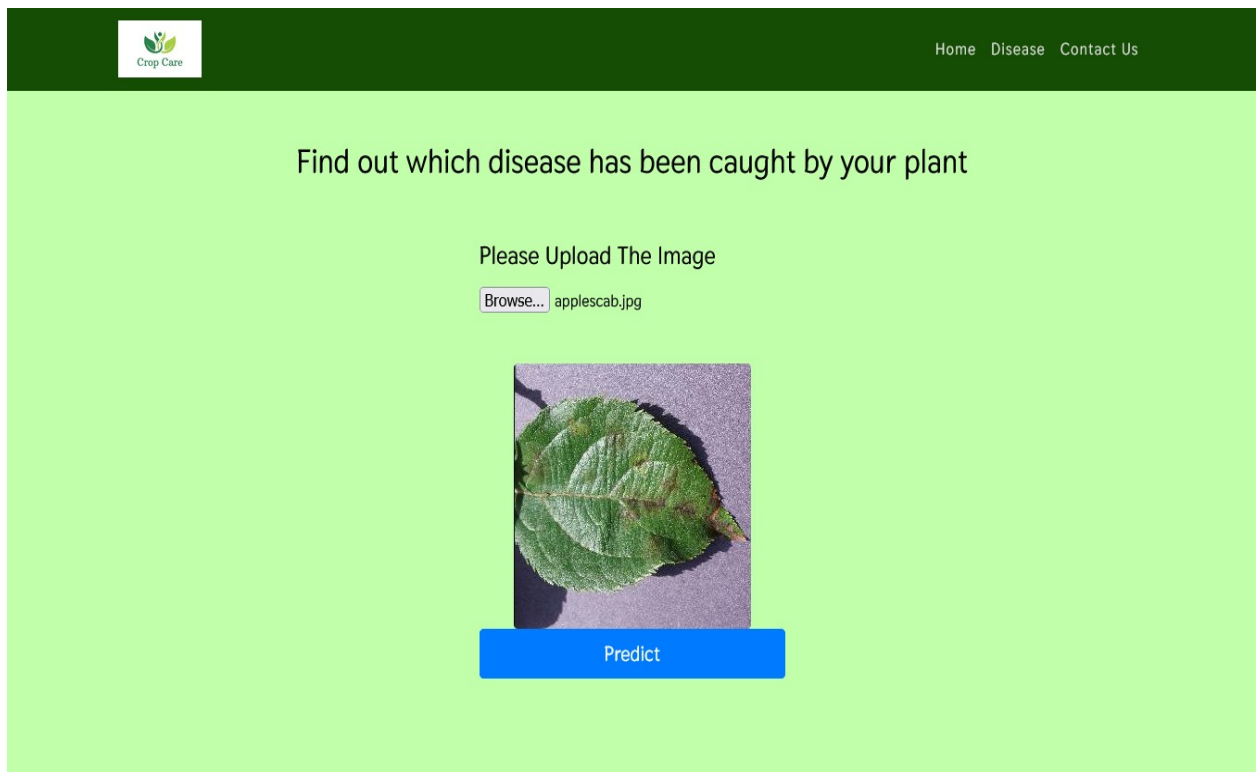 Crop Care
Home Disease Contact Us
Find out which disease has been caught by your plant
Please Upload The Image
Browse... applescab.jpg
Predict